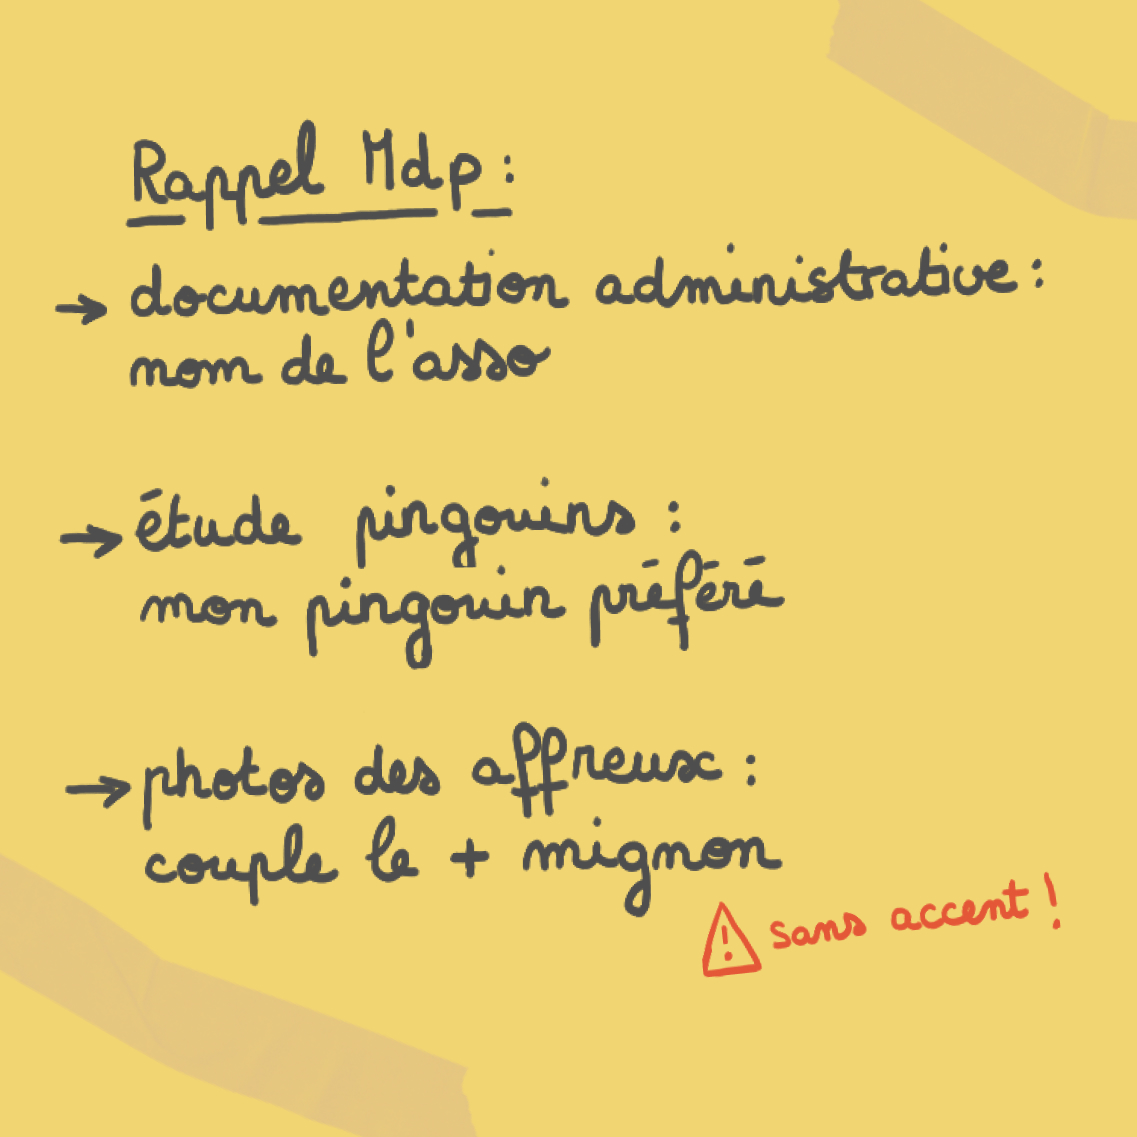 Rappel Mdp :
→ documentation administrative :
nom de l'asso
→ étude pingouins :
mon pingouin préféré
→ photos des affreux :
couple le + mignon
⚠ sans accent !